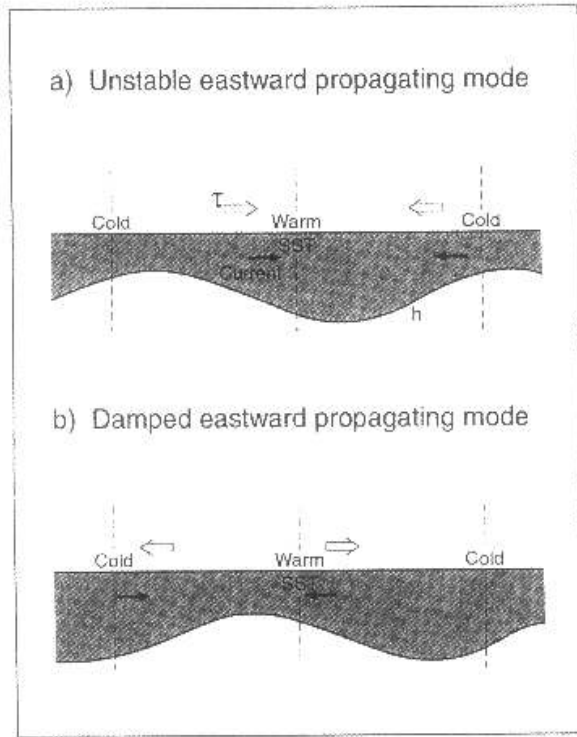 a) Unstable eastward propagating mode
τ
Cold Warm Cold
SST
Current
h
b) Damped eastward propagating mode
Cold Warm Cold
SST